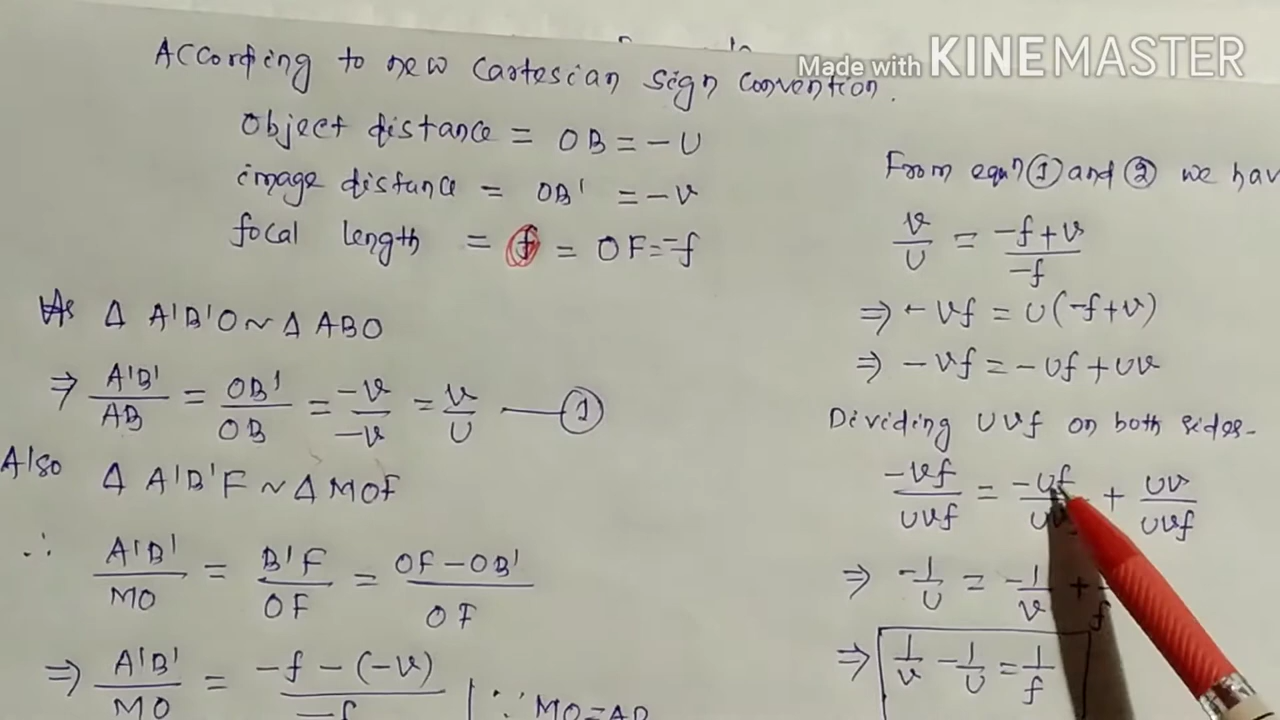 Made with KINEMASTER
According to new Cartesian sign convention.
Object distance = OB = -U
image distance = OB' = -v
focal length = f = OF = -f
As Δ A'B'O ~ Δ ABO
⇒ A'B'/AB = OB'/OB = -v/-v = v/U — ①
Also Δ A'B'F ~ Δ MOF
∴ A'B'/MO = B'F/OF = OF-OB'/OF
⇒ A'B'/MO = -f-(-v)/-f | ∵ MO=AB
From eqn ① and ② we hav
v/U = -f+v/-f
⇒ -vf = U(-f+v)
⇒ -vf = -Uf+Uv
Dividing Uvf on both sides-
-vf/Uvf = -Uf/ + Uv/Uvf
⇒ -1/U = -1/v + /f
⇒ 1/v - 1/U = 1/f